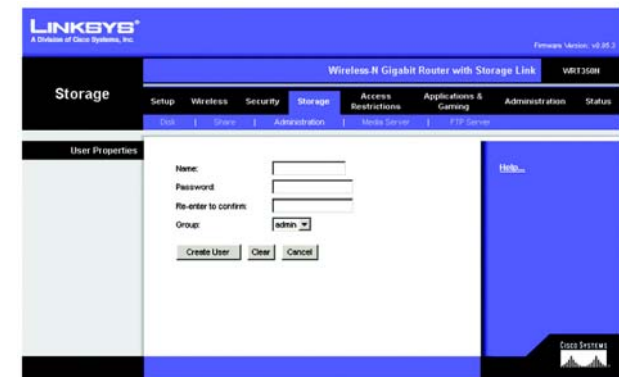 LINKSYS®
A Division of Cisco Systems, Inc.
Firmware Version: v0.95.3
Wireless-N Gigabit Router with Storage Link WRT350N
Storage
Setup Wireless Security Storage Access Restrictions Applications & Gaming Administration Status
Disk | Share | Administration | Media Server | FTP Server
User Properties
Name:
Help...
Password:
Re-enter to confirm:
Group: admin
Create User Clear Cancel
CISCO SYSTEMS